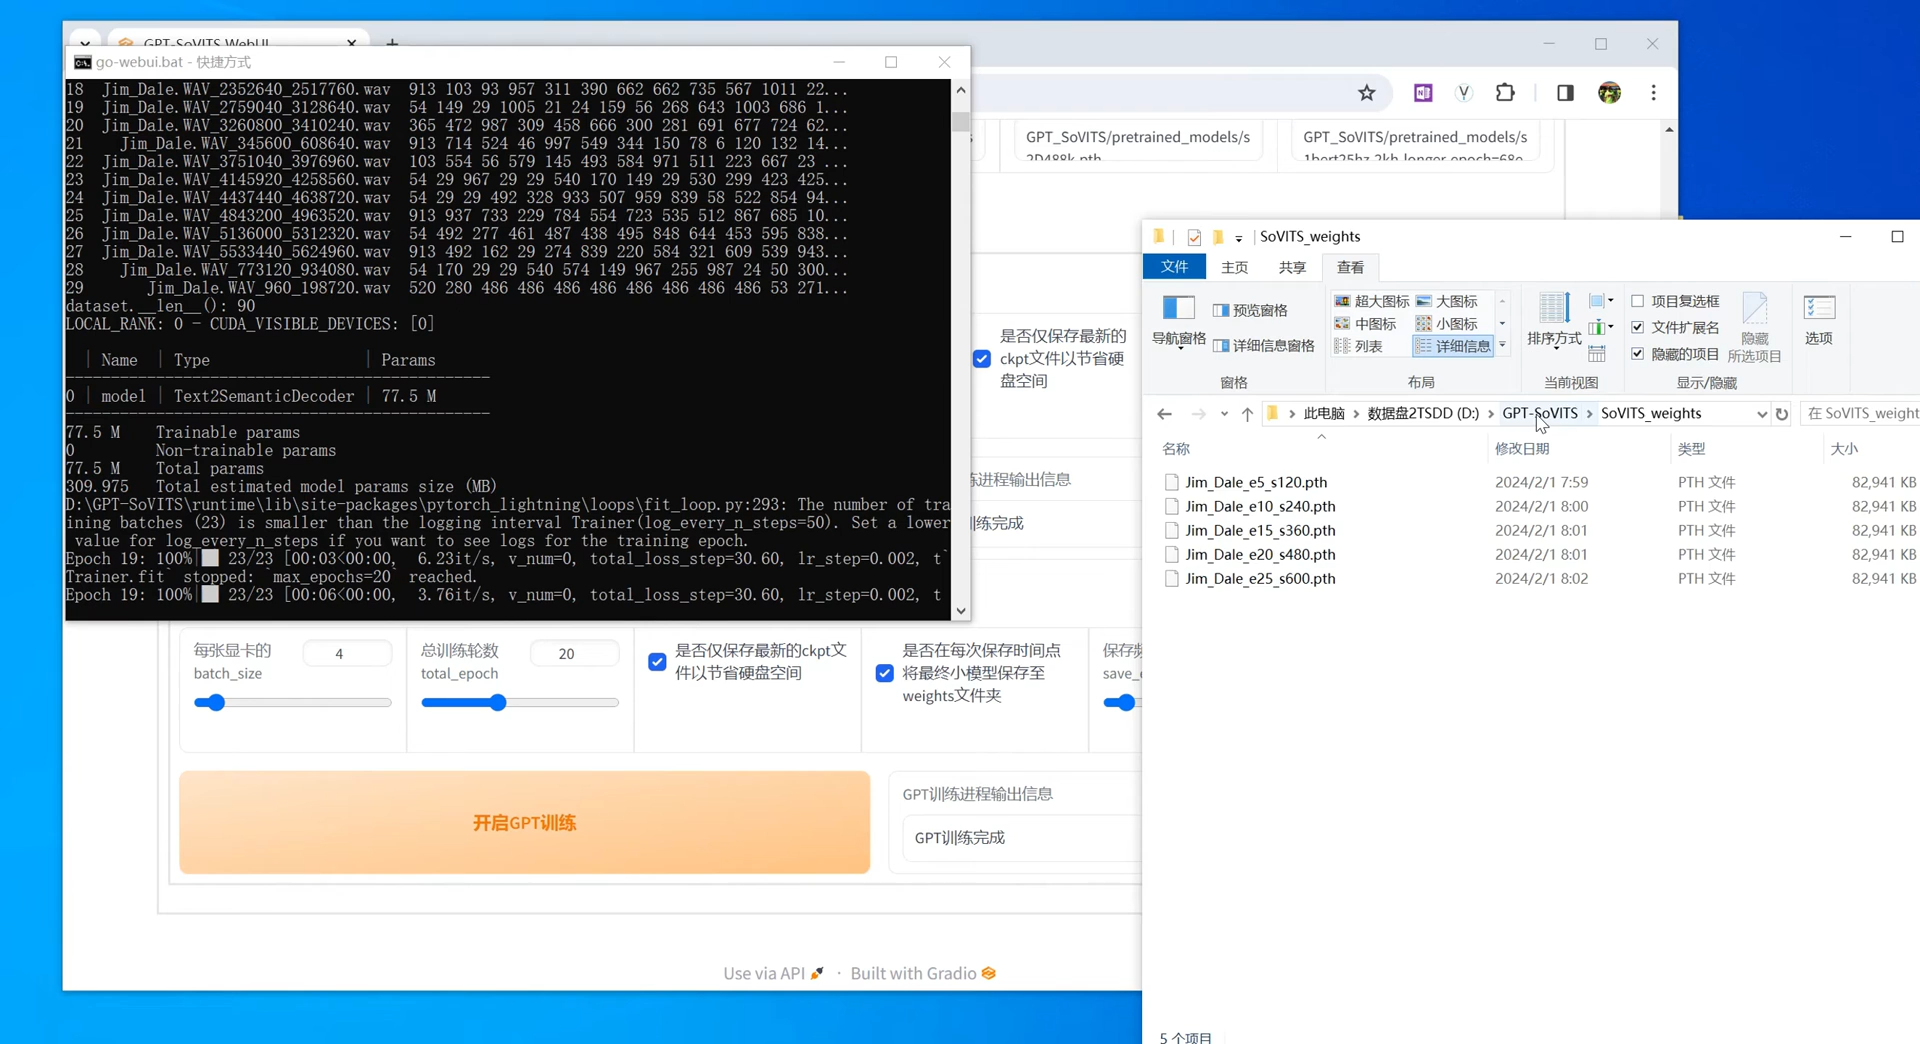 GPT-SoVITS WebUI
go-webui.bat - 快捷方式
18 Jim_Dale.WAV_2352640_2517760.wav 913 103 93 957 311 390 662 662 735 567 1011 22...
19 Jim_Dale.WAV_2759040_3128640.wav 54 149 29 1005 21 24 159 56 268 643 1003 686 1...
20 Jim_Dale.WAV_3260800_3410240.wav 365 472 987 309 458 666 300 281 691 677 724 62...
21 Jim_Dale.WAV_345600_608640.wav 913 714 524 46 997 549 344 150 78 6 120 132 14...
22 Jim_Dale.WAV_3751040_3976960.wav 103 554 56 579 145 493 584 971 511 223 667 23 ...
23 Jim_Dale.WAV_4145920_4258560.wav 54 29 967 29 29 540 170 149 29 530 299 423 425...
24 Jim_Dale.WAV_4437440_4638720.wav 54 29 29 492 328 933 507 959 839 58 522 854 94...
25 Jim_Dale.WAV_4843200_4963520.wav 913 937 733 229 784 554 723 535 512 867 685 10...
26 Jim_Dale.WAV_5136000_5312320.wav 54 492 277 461 487 438 495 848 644 453 595 838...
27 Jim_Dale.WAV_5533440_5624960.wav 913 492 162 29 274 839 220 584 321 609 539 943...
28 Jim_Dale.WAV_773120_934080.wav 54 170 29 29 540 574 149 967 255 987 24 50 300...
29 Jim_Dale.WAV_960_198720.wav 520 280 486 486 486 486 486 486 486 486 53 271...
dataset.__len__(): 90
LOCAL_RANK: 0 - CUDA_VISIBLE_DEVICES: [0]
| Name | Type | Params
0 | model | Text2SemanticDecoder | 77.5 M
77.5 M Trainable params
0 Non-trainable params
77.5 M Total params
309.975 Total estimated model params size (MB)
D:\GPT-SoVITS\runtime\lib\site-packages\pytorch_lightning\loops\fit_loop.py:293: The number of tra
ining batches (23) is smaller than the logging interval Trainer(log_every_n_steps=50). Set a lower
value for log_every_n_steps if you want to see logs for the training epoch.
Epoch 19: 100% 23/23 [00:03<00:00, 6.23it/s, v_num=0, total_loss_step=30.60, lr_step=0.002, t`
Trainer.fit` stopped: `max_epochs=20` reached.
Epoch 19: 100% 23/23 [00:06<00:00, 3.76it/s, v_num=0, total_loss_step=30.60, lr_step=0.002, t
GPT_SoVITS/pretrained_models/s
2D488k.pth
GPT_SoVITS/pretrained_models/s
1bert25hz-2kh-longer-epoch=68e
是否仅保存最新的
ckpt文件以节省硬
盘空间
练进程输出信息
练完成
每张显卡的
batch_size
4
总训练轮数
total_epoch
20
是否仅保存最新的ckpt文
件以节省硬盘空间
是否在每次保存时间点
将最终小模型保存至
weights文件夹
保存频
save_e
开启GPT训练
GPT训练进程输出信息
GPT训练完成
Use via API · Built with Gradio
SoVITS_weights
文件 主页 共享 查看
导航窗格
预览窗格
详细信息窗格
窗格
超大图标 大图标
中图标 小图标
列表 详细信息
布局
排序方式
当前视图
项目复选框
文件扩展名
隐藏的项目
隐藏
所选项目
显示/隐藏
选项
此电脑 数据盘2TSDD (D:) GPT-SoVITS SoVITS_weights
在 SoVITS_weight
名称 修改日期 类型 大小
Jim_Dale_e5_s120.pth 2024/2/1 7:59 PTH 文件 82,941 KB
Jim_Dale_e10_s240.pth 2024/2/1 8:00 PTH 文件 82,941 KB
Jim_Dale_e15_s360.pth 2024/2/1 8:01 PTH 文件 82,941 KB
Jim_Dale_e20_s480.pth 2024/2/1 8:01 PTH 文件 82,941 KB
Jim_Dale_e25_s600.pth 2024/2/1 8:02 PTH 文件 82,941 KB
5 个项目